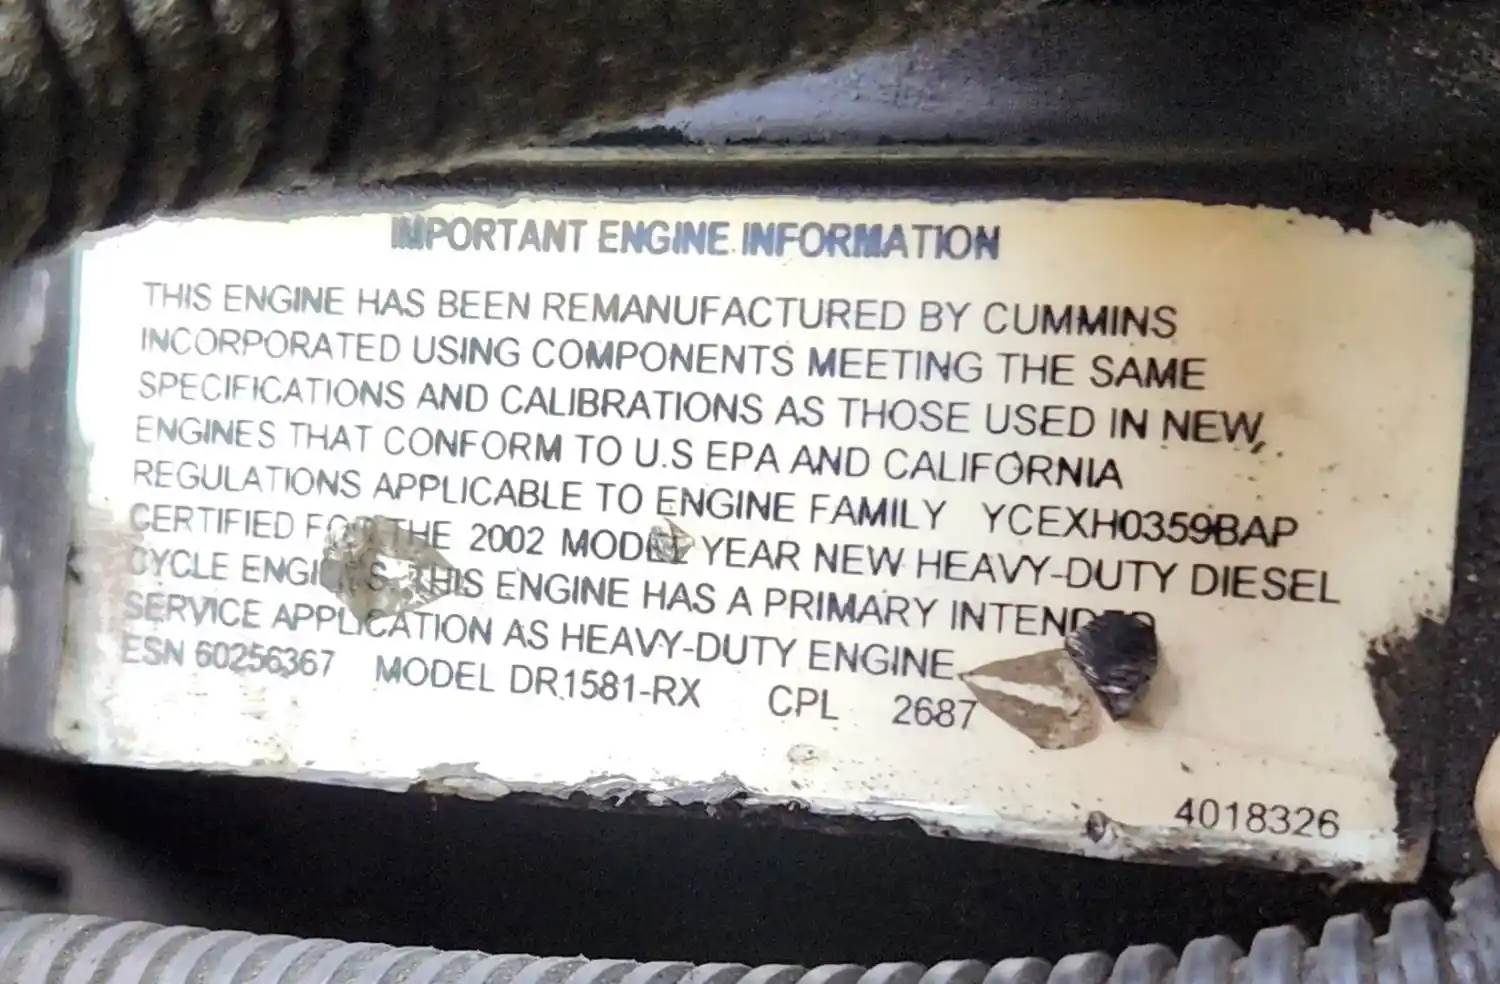 IMPORTANT ENGINE INFORMATION
THIS ENGINE HAS BEEN REMANUFACTURED BY CUMMINS
INCORPORATED USING COMPONENTS MEETING THE SAME
SPECIFICATIONS AND CALIBRATIONS AS THOSE USED IN NEW,
ENGINES THAT CONFORM TO U.S EPA AND CALIFORNIA
REGULATIONS APPLICABLE TO ENGINE FAMILY YCEXH0359BAP
CERTIFIED FOR THE 2002 MODEL YEAR NEW HEAVY-DUTY DIESEL
CYCLE ENGINES THIS ENGINE HAS A PRIMARY INTENDED
SERVICE APPLICATION AS HEAVY-DUTY ENGINE.
ESN 60256367 MODEL DR1581-RX CPL 2687
4018326